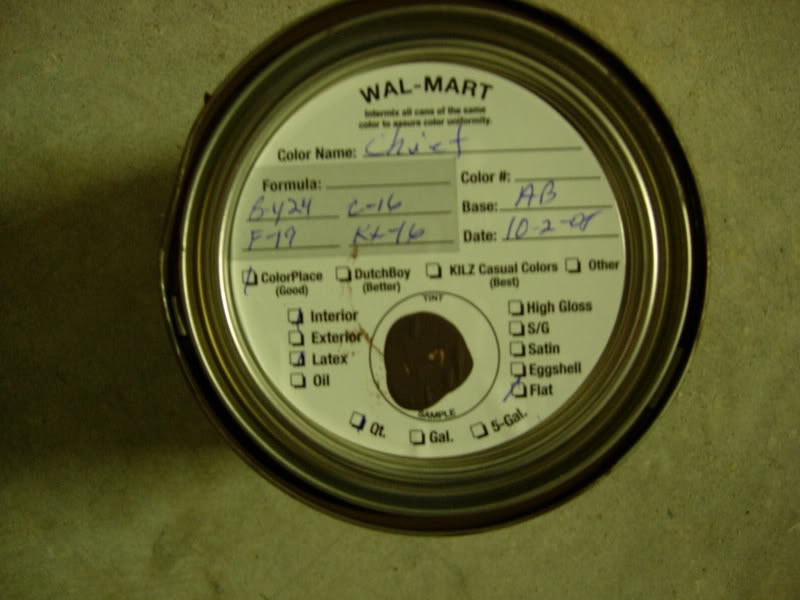 WAL-MART
Intermix all cans of the same
color to assure color uniformity.
Color Name: Chief
Formula:
C-16
F-19
Color #:
Base: AB
Date: 10-2-08
ColorPlace DutchBoy KILZ Casual Colors Other
(Good) (Better) (Best)
Interior
Exterior
Latex
Oil
TINT
SAMPLE
High Gloss
S/G
Satin
Eggshell
Flat
Qt. Gal. 5-Gal.